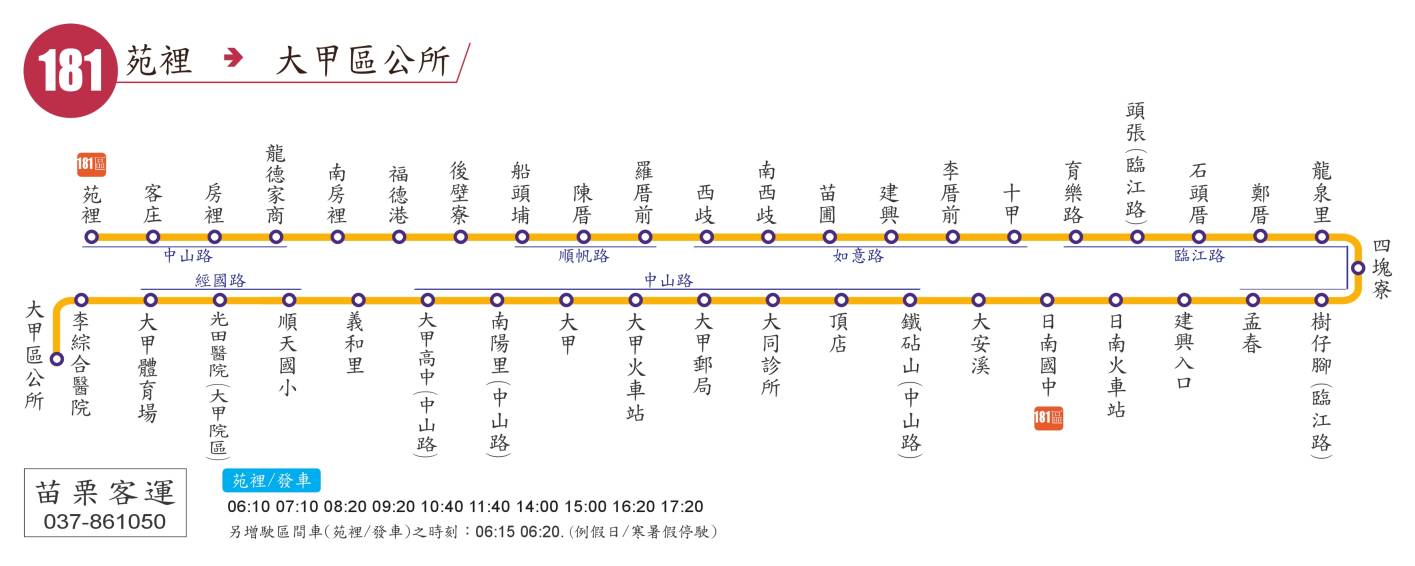 181 苑裡 → 大甲區公所
181區
苑裡
客庄
房裡
龍德家商
南房裡
福德港
後壁寮
船頭埔
陳厝
羅厝前
西歧
南西歧
苗圃
建興
李厝前
十甲
育樂路
頭張(臨江路)
石頭厝
鄭厝
龍泉里
四塊寮
中山路
順帆路
如意路
臨江路
經國路
中山路
大甲區公所
李綜合醫院
大甲體育場
光田醫院(大甲院區)
順天國小
義和里
大甲高中(中山路)
南陽里(中山路)
大甲
大甲火車站
大甲郵局
大同診所
頂店
鐵砧山(中山路)
大安溪
日南國中
181區
日南火車站
建興入口
孟春
樹仔腳(臨江路)
苗栗客運
037-861050
苑裡/發車
06:10 07:10 08:20 09:20 10:40 11:40 14:00 15:00 16:20 17:20
另增駛區間車(苑裡/發車)之時刻：06:15 06:20.(例假日/寒暑假停駛)